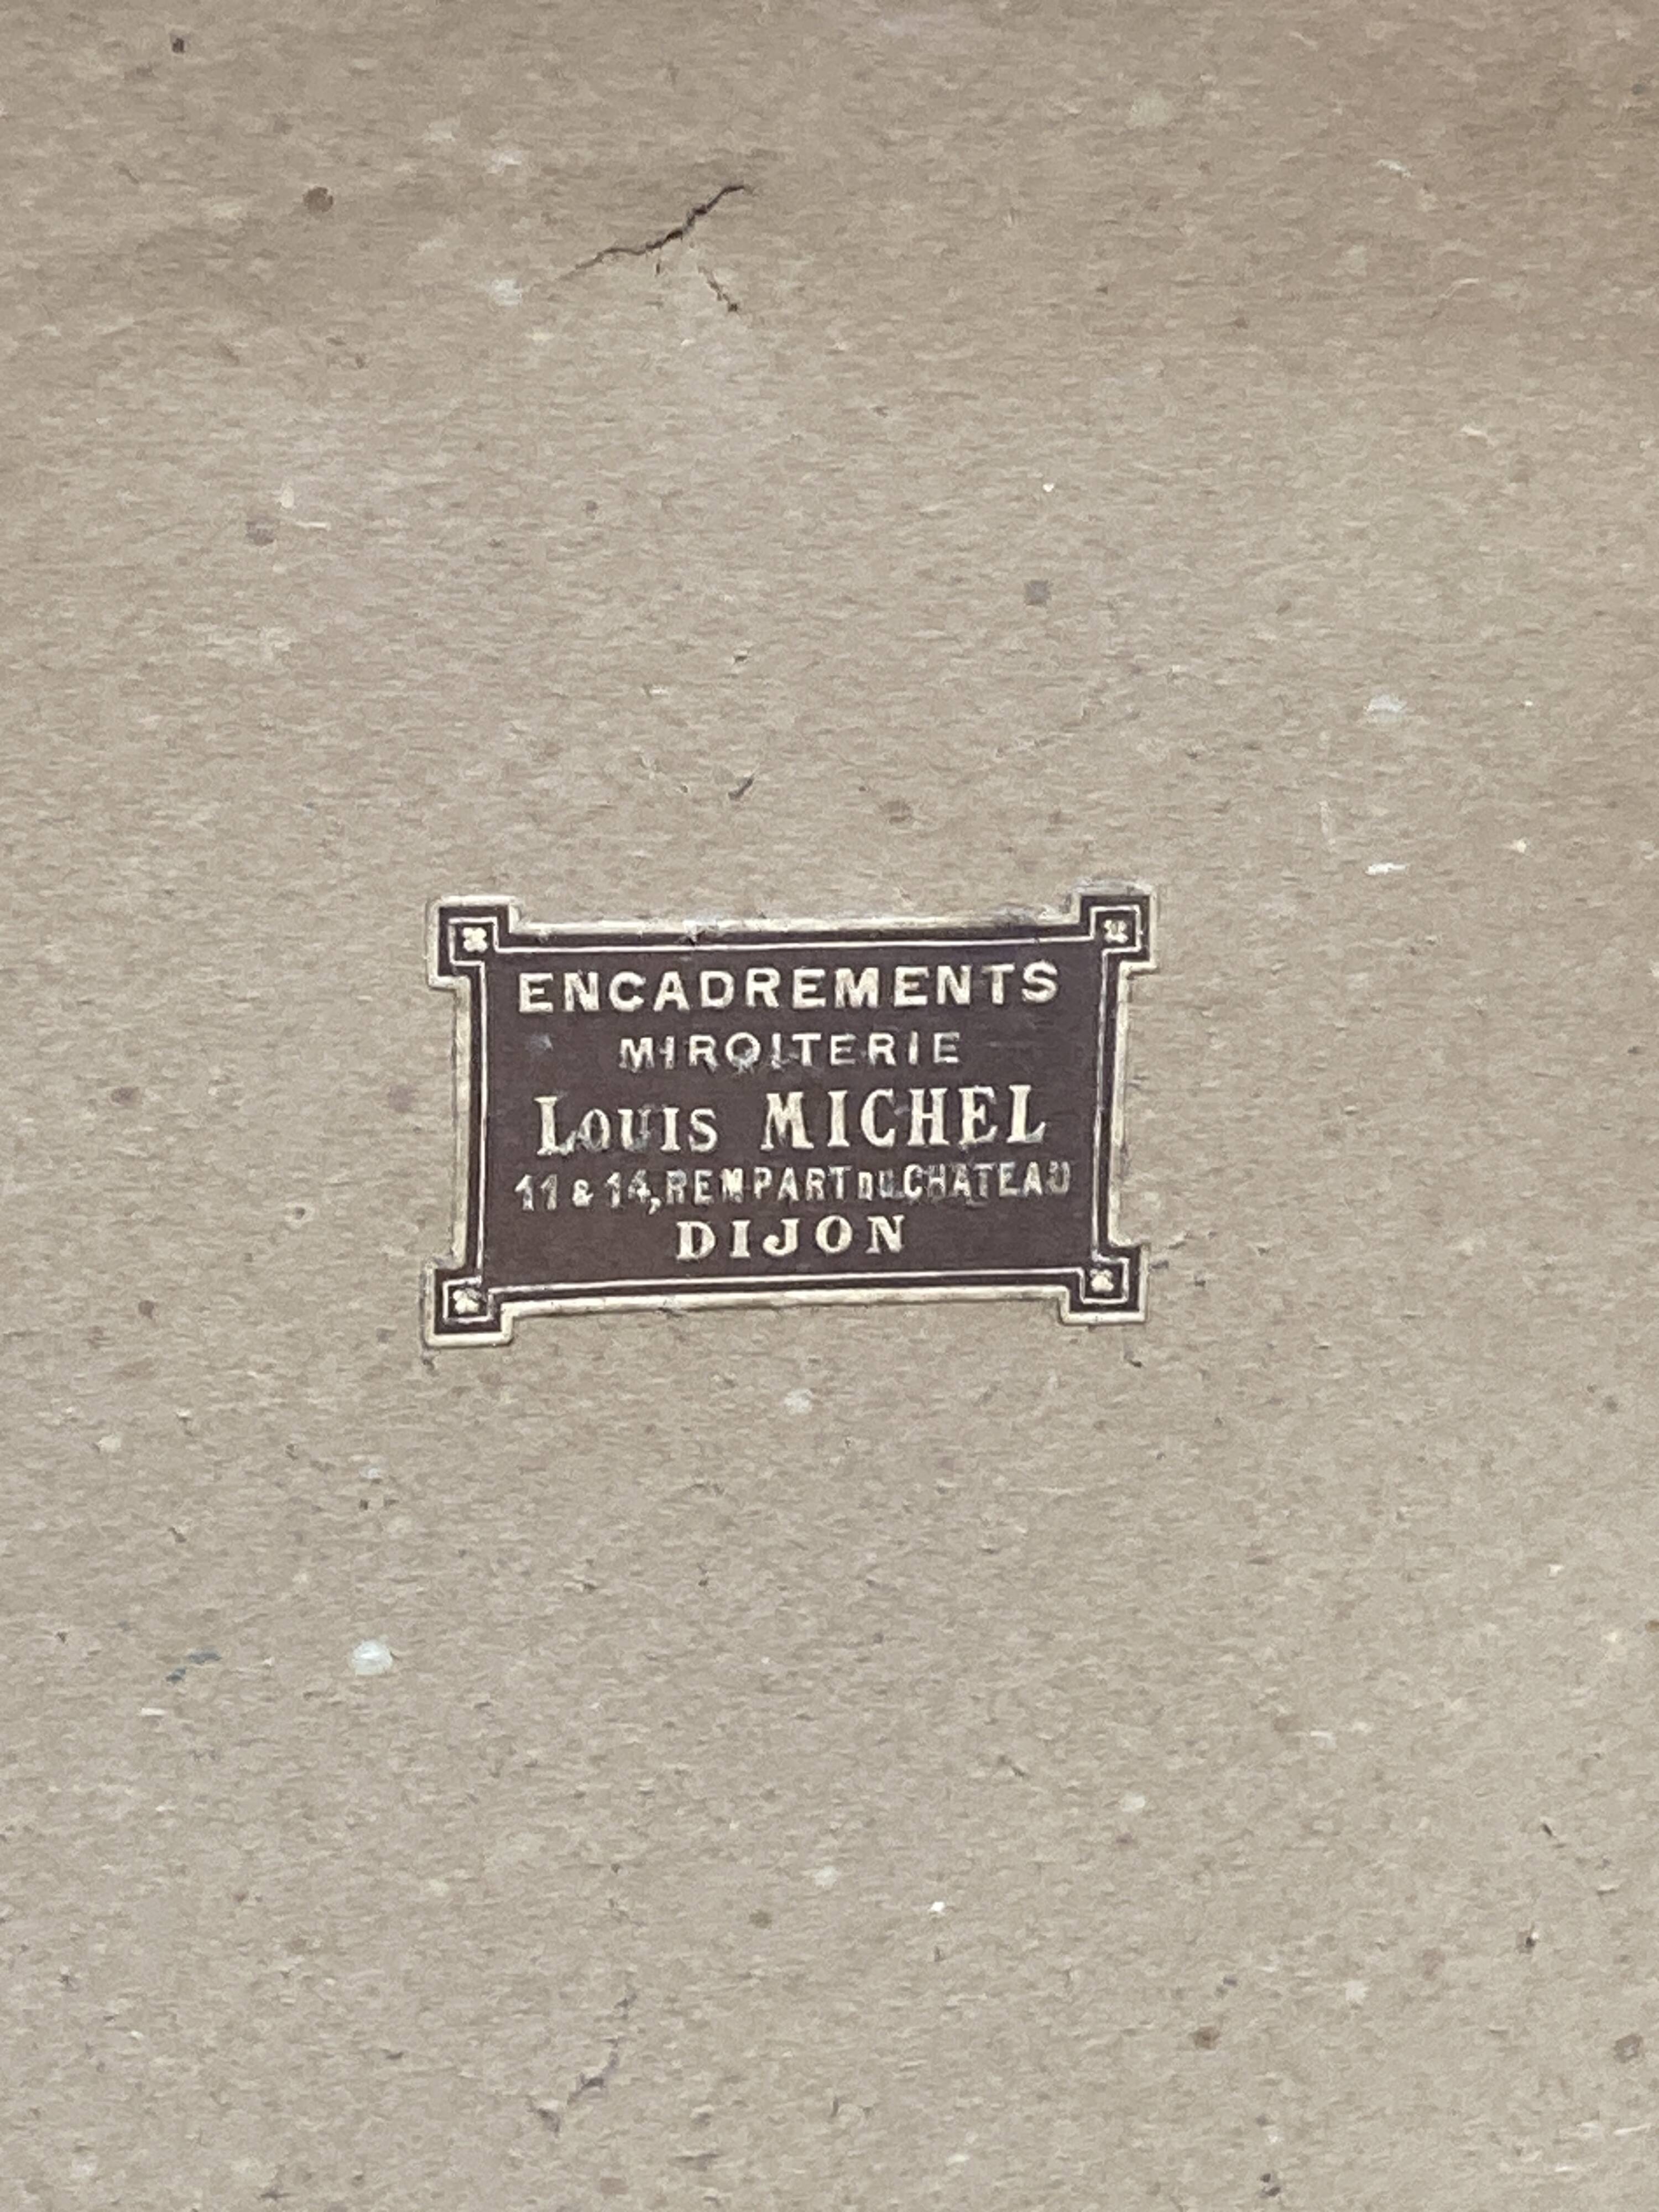 ENCADREMENTS
MIROITERIE
LOUIS MICHEL
11 & 14, REMPART DU CHATEAU
DIJON